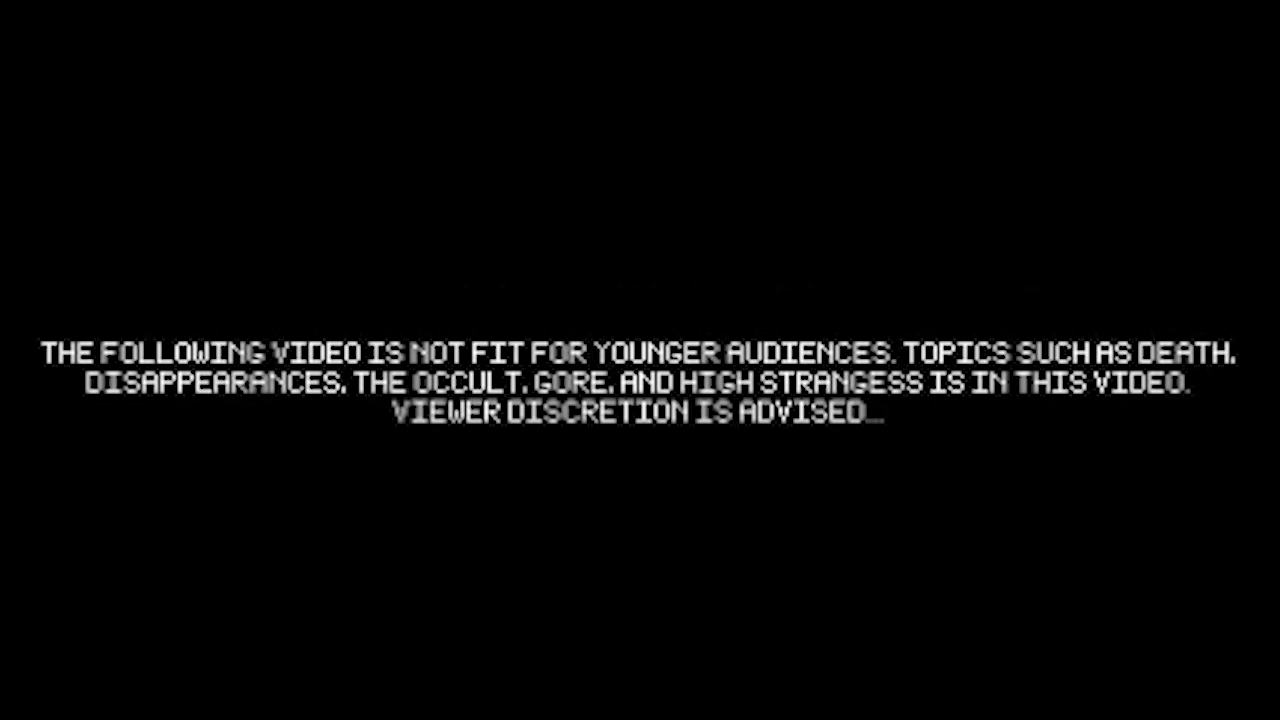 THE FOLLOWING VIDEO IS NOT FIT FOR YOUNGER AUDIENCES. TOPICS SUCH AS DEATH,
DISAPPEARANCES, THE OCCULT, GORE, AND HIGH STRANGESS IS IN THIS VIDEO.
VIEWER DISCRETION IS ADVISED...